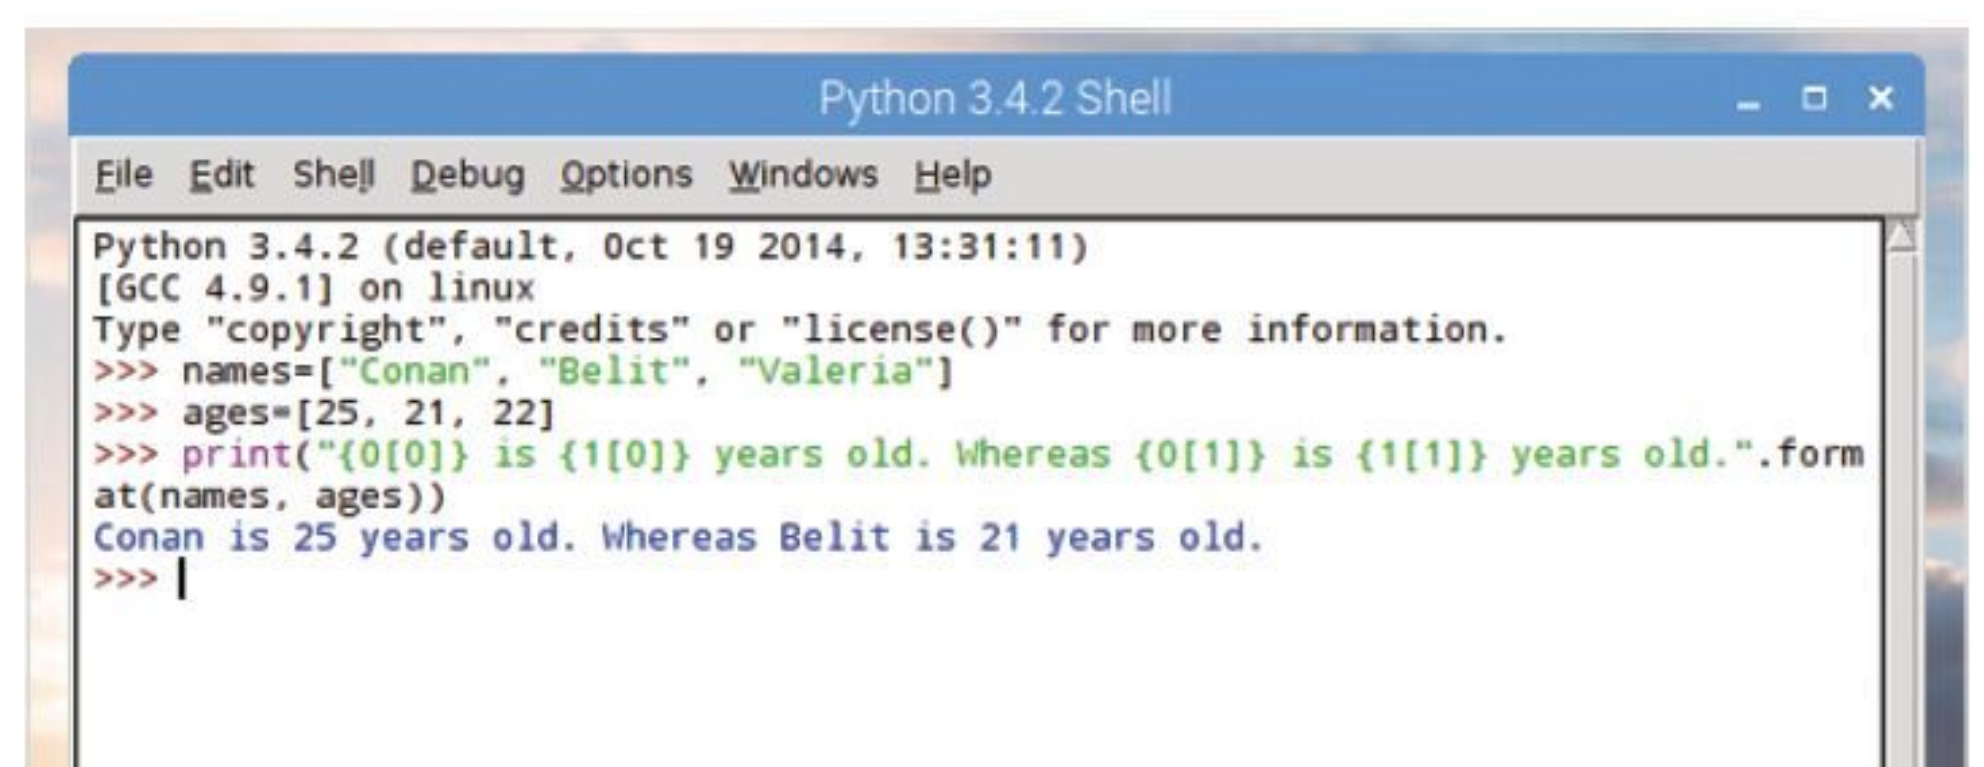 Python 3.4.2 Shell
File Edit Shell Debug Options Windows Help
Python 3.4.2 (default, Oct 19 2014, 13:31:11)
[GCC 4.9.1] on linux
Type "copyright", "credits" or "license()" for more information.
>>> names=["Conan", "Belit", "Valeria"]
>>> ages=[25, 21, 22]
>>> print("{0[0]} is {1[0]} years old. Whereas {0[1]} is {1[1]} years old.".form
at(names, ages))
Conan is 25 years old. Whereas Belit is 21 years old.
>>>